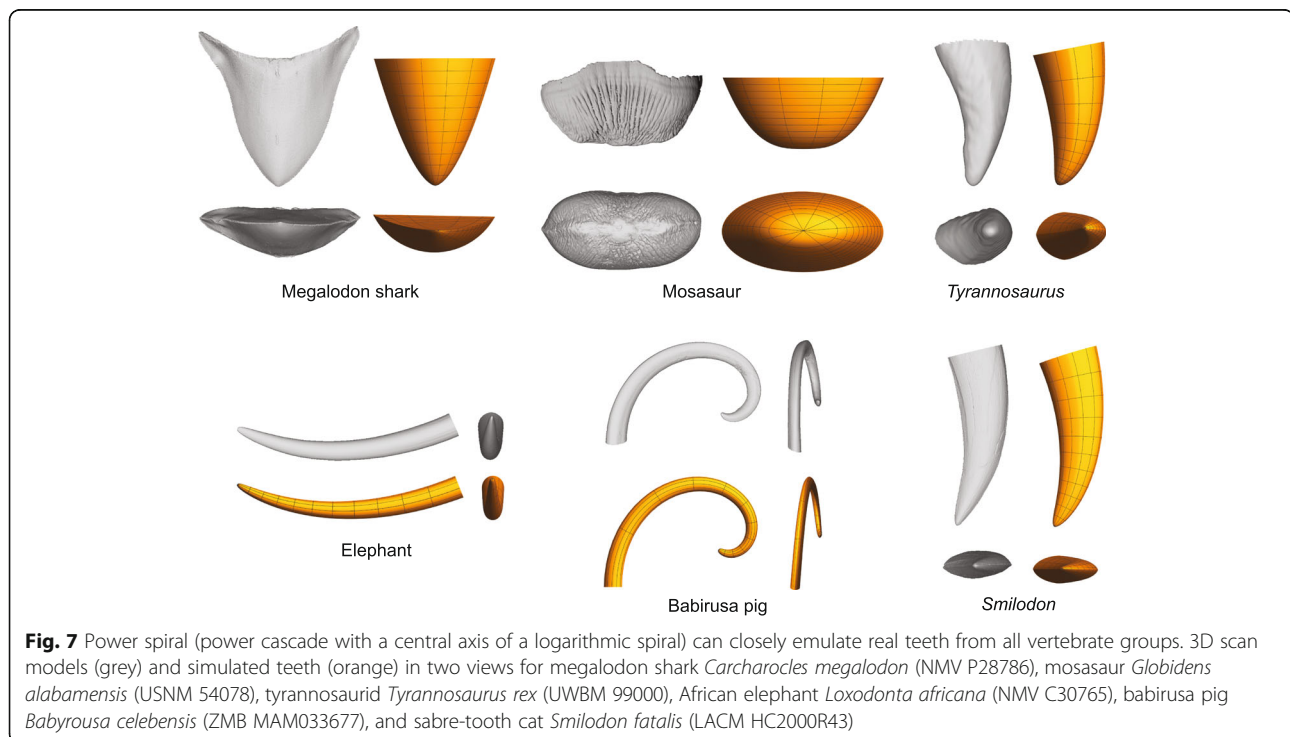 Megalodon shark
Mosasaur
Tyrannosaurus
Elephant
Babirusa pig
Smilodon
Fig. 7 Power spiral (power cascade with a central axis of a logarithmic spiral) can closely emulate real teeth from all vertebrate groups. 3D scan
models (grey) and simulated teeth (orange) in two views for megalodon shark Carcharocles megalodon (NMV P28786), mosasaur Globidens
alabamensis (USNM 54078), tyrannosaurid Tyrannosaurus rex (UWBM 99000), African elephant Loxodonta africana (NMV C30765), babirusa pig
Babyrousa celebensis (ZMB MAM033677), and sabre-tooth cat Smilodon fatalis (LACM HC2000R43)